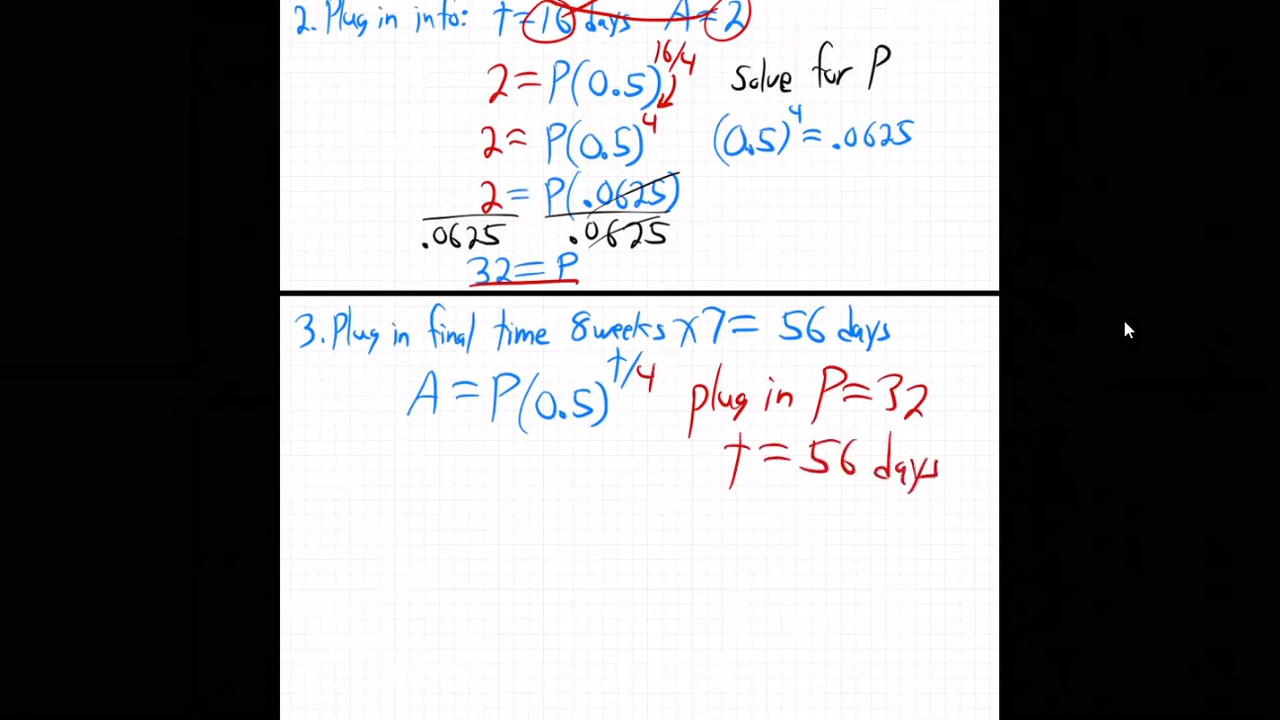 2. Plug in info: t=16 days A=2
2=P(0.5)^16/4 solve for P
2=P(0.5)^4 (0.5)^4=.0625
2=P(.0625)
.0625 .0625
32=P
3. Plug in final time 8 weeks x7= 56 days
A=P(0.5)^t/4 plug in P=32
t=56 days